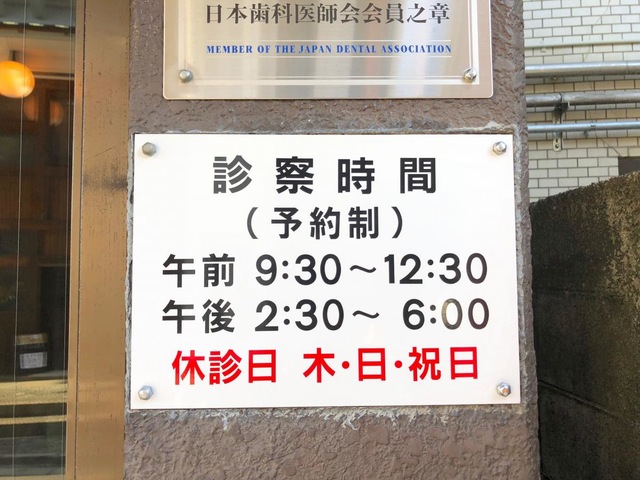 日本歯科医師会会員之章
MEMBER OF THE JAPAN DENTAL ASSOCIATION
診察時間
（予約制）
午前 9:30〜12:30
午後 2:30〜 6:00
休診日 木・日・祝日